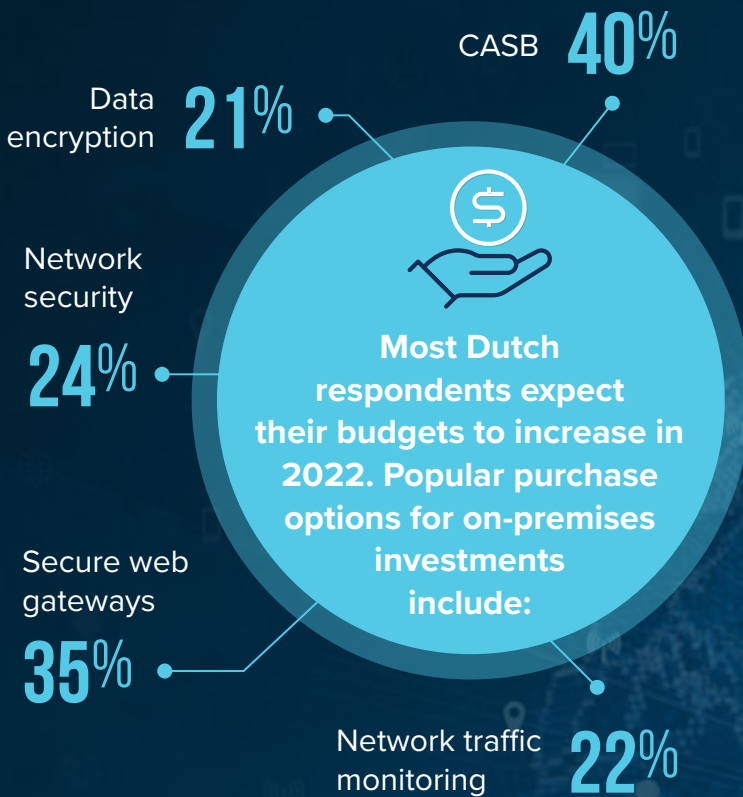 CASB 40%
Data
encryption 21%
Network
security
24%
Most Dutch
respondents expect
their budgets to increase in
2022. Popular purchase
options for on-premises
investments
include:
Secure web
gateways
35%
Network traffic
monitoring 22%